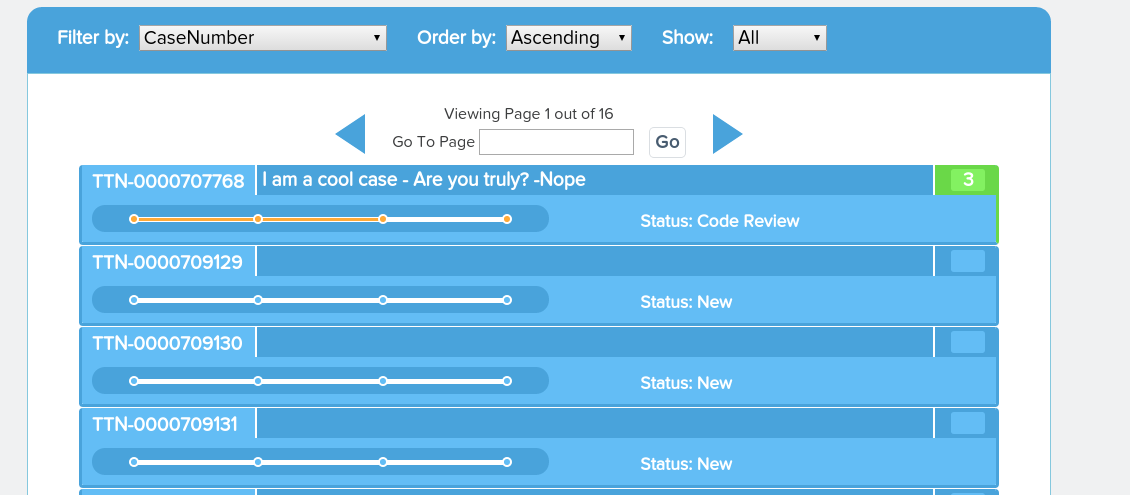 Filter by: CaseNumber Order by: Ascending Show: All
Viewing Page 1 out of 16
Go To Page Go
TTN-0000707768 I am a cool case - Are you truly? -Nope 3
Status: Code Review
TTN-0000709129
Status: New
TTN-0000709130
Status: New
TTN-0000709131
Status: New